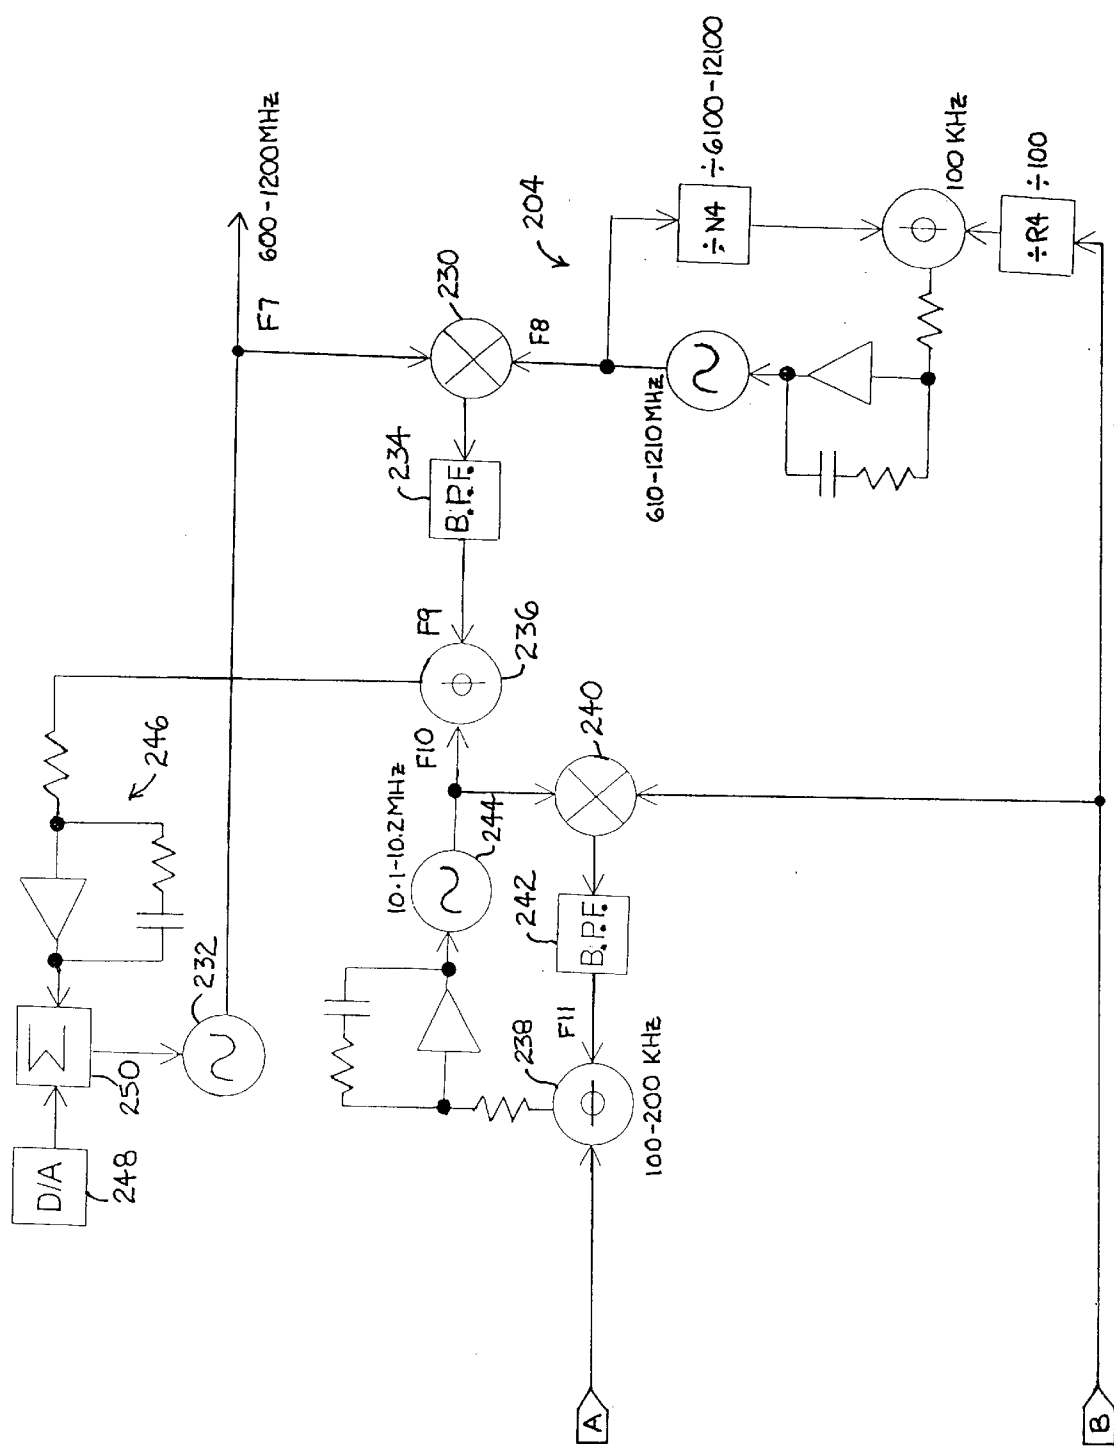 D/A
248
Σ
250
232
246
F7
600-1200MHz
230
F8
204
÷N4
÷6100-12100
100 KHz
÷R4
÷100
610-1210MHz
234
B.P.F.
F9
236
F10
10.1-10.2MHz
244
240
242
B.P.F.
F11
238
100-200 KHz
A
B